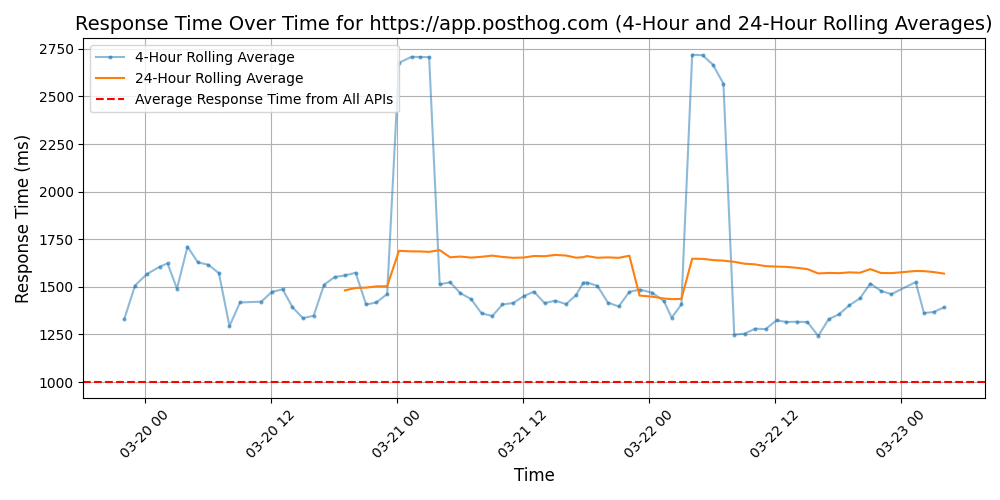 Response Time Over Time for https://app.posthog.com (4-Hour and 24-Hour Rolling Averages)
4-Hour Rolling Average
24-Hour Rolling Average
Average Response Time from All APIs
Response Time (ms)
2750
2500
2250
2000
1750
1500
1250
1000
03-20 00
03-20 12
03-21 00
03-21 12
03-22 00
03-22 12
03-23 00
Time